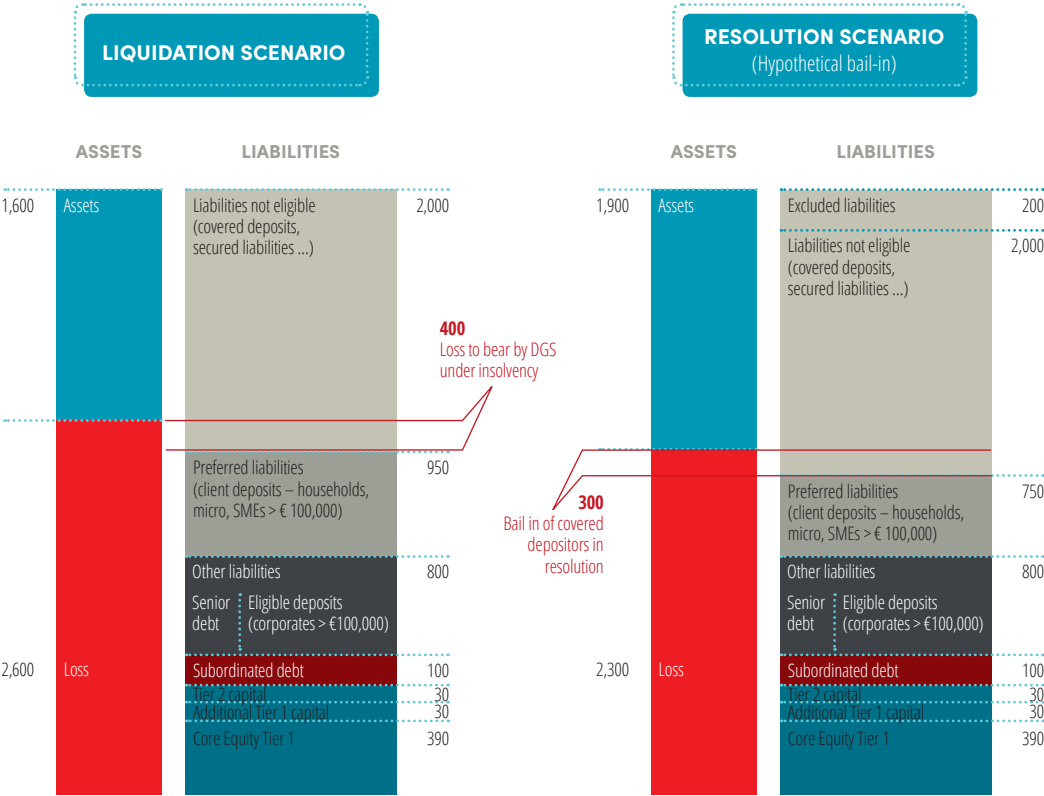 LIQUIDATION SCENARIO
ASSETS
LIABILITIES
1,600
Assets
Liabilities not eligible
(covered deposits,
secured liabilities ...)
2,000
400
Loss to bear by DGS
under insolvency
Preferred liabilities
(client deposits – households,
micro, SMEs > € 100,000)
950
Other liabilities
800
Senior
debt
Eligible deposits
(corporates > €100,000)
2,600
Loss
Subordinated debt
100
Tier 2 capital
30
Additional Tier 1 capital
30
Core Equity Tier 1
390
RESOLUTION SCENARIO
(Hypothetical bail-in)
ASSETS
LIABILITIES
1,900
Assets
Excluded liabilities
200
Liabilities not eligible
(covered deposits,
secured liabilities ...)
2,000
300
Bail in of covered
depositors in
resolution
Preferred liabilities
(client deposits – households,
micro, SMEs > € 100,000)
750
Other liabilities
800
Senior
debt
Eligible deposits
(corporates > €100,000)
2,300
Loss
Subordinated debt
100
Tier 2 capital
30
Additional Tier 1 capital
30
Core Equity Tier 1
390